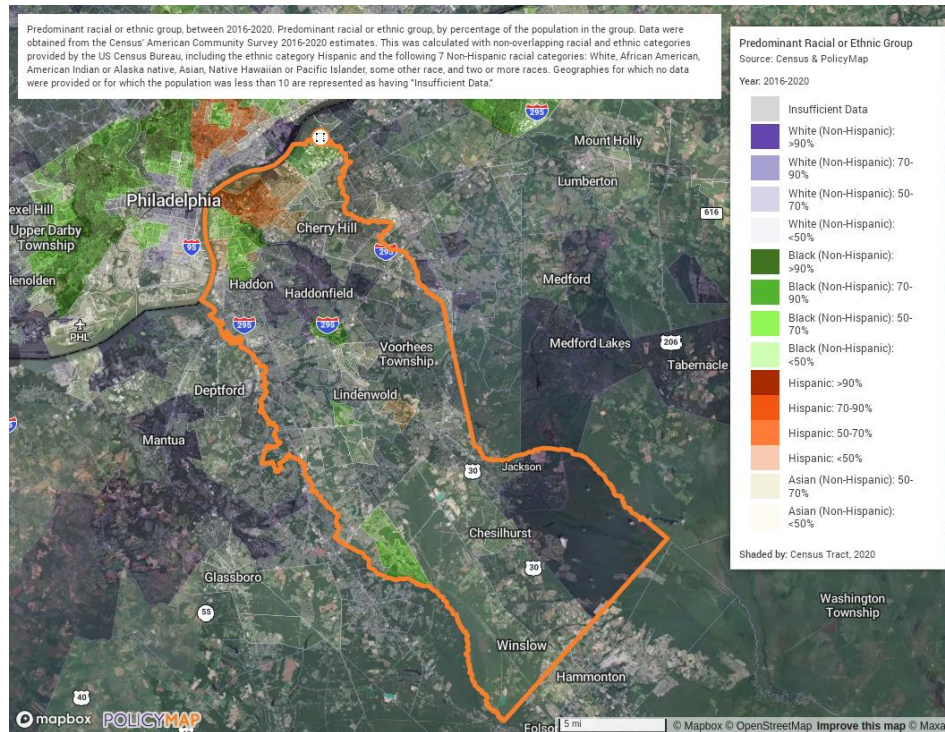 Predominant racial or ethnic group, between 2016-2020. Predominant racial or ethnic group, by percentage of the population in the group. Data were
obtained from the Census' American Community Survey 2016-2020 estimates. This was calculated with non-overlapping racial and ethnic categories
provided by the US Census Bureau, including the ethnic category Hispanic and the following 7 Non-Hispanic racial categories: White, African American,
American Indian or Alaska native, Asian, Native Hawaiian or Pacific Islander, some other race, and two or more races. Geographies for which no data
were provided or for which the population was less than 10 are represented as having "Insufficient Data."
Predominant Racial or Ethnic Group
Source: Census & PolicyMap
Year: 2016-2020
Insufficient Data
White (Non-Hispanic):
>90%
White (Non-Hispanic): 70-
90%
White (Non-Hispanic): 50-
70%
White (Non-Hispanic):
<50%
Black (Non-Hispanic):
>90%
Black (Non-Hispanic): 70-
90%
Black (Non-Hispanic): 50-
70%
Black (Non-Hispanic):
<50%
Hispanic: >90%
Hispanic: 70-90%
Hispanic: 50-70%
Hispanic: <50%
Asian (Non-Hispanic): 50-
70%
Asian (Non-Hispanic):
<50%
Shaded by: Census Tract, 2020
295
Mount Holly
Lumberton
616
Philadelphia
exel Hill
Upper Darby
Township
Cherry Hill
95
295
lenolden
Haddon
Haddonfield
Medford
PHL
295
295
Voorhees
Township
Medford Lakes
206
Tabernacle
Deptford
Lindenwold
Mantua
30
Jackson
Chesilhurst
30
Glassboro
55
Washington
Township
Winslow
Hammonton
40
Folso
5 mi
mapbox
POLICYMAP
© Mapbox © OpenStreetMap Improve this map © Maxa